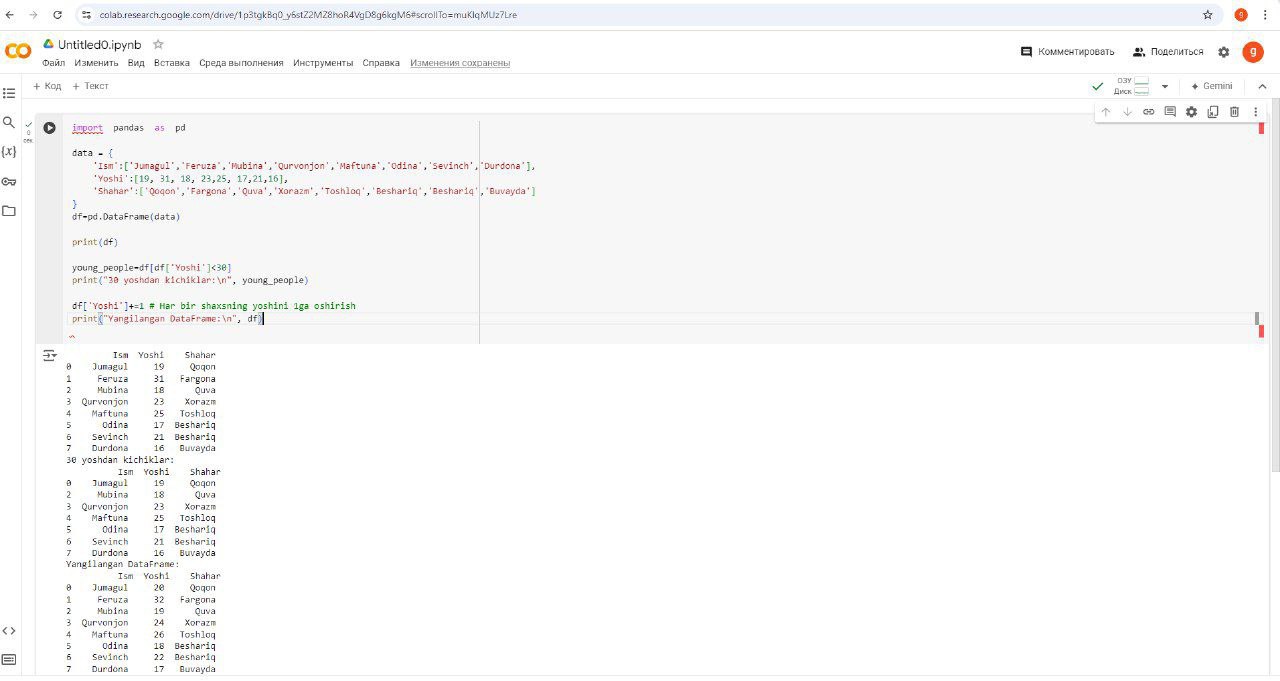 colab.research.google.com/drive/1p3tgkBq0_y6stZ2MZ8hoR4VgD8g6kgM6#scrollTo=muKlqMUz7Lre
g
CO
Untitled0.ipynb
Файл Изменить Вид Вставка Среда выполнения Инструменты Справка Изменения сохранены
Комментировать Поделиться g
+ Код + Текст
ОЗУ
Диск
Gemini
0
сек.
{x}
import pandas as pd
data = {
'Ism':['Jumagul','Feruza','Mubina','Qurvonjon','Maftuna','Odina','Sevinch','Durdona'],
'Yoshi':[19, 31, 18, 23,25, 17,21,16],
'Shahar':['Qoqon','Fargona','Quva','Xorazm','Toshloq','Beshariq','Beshariq','Buvayda']
}
df=pd.DataFrame(data)
print(df)
young_people=df[df['Yoshi']<30]
print("30 yoshdan kichiklar:\n", young_people)
df['Yoshi']+=1 # Har bir shaxsning yoshini 1ga oshirish
print("Yangilangan DataFrame:\n", df)
Ism Yoshi Shahar
0 Jumagul 19 Qoqon
1 Feruza 31 Fargona
2 Mubina 18 Quva
3 Qurvonjon 23 Xorazm
4 Maftuna 25 Toshloq
5 Odina 17 Beshariq
6 Sevinch 21 Beshariq
7 Durdona 16 Buvayda
30 yoshdan kichiklar:
Ism Yoshi Shahar
0 Jumagul 19 Qoqon
2 Mubina 18 Quva
3 Qurvonjon 23 Xorazm
4 Maftuna 25 Toshloq
5 Odina 17 Beshariq
6 Sevinch 21 Beshariq
7 Durdona 16 Buvayda
Yangilangan DataFrame:
Ism Yoshi Shahar
0 Jumagul 20 Qoqon
1 Feruza 32 Fargona
2 Mubina 19 Quva
3 Qurvonjon 24 Xorazm
4 Maftuna 26 Toshloq
5 Odina 18 Beshariq
6 Sevinch 22 Beshariq
7 Durdona 17 Buvayda